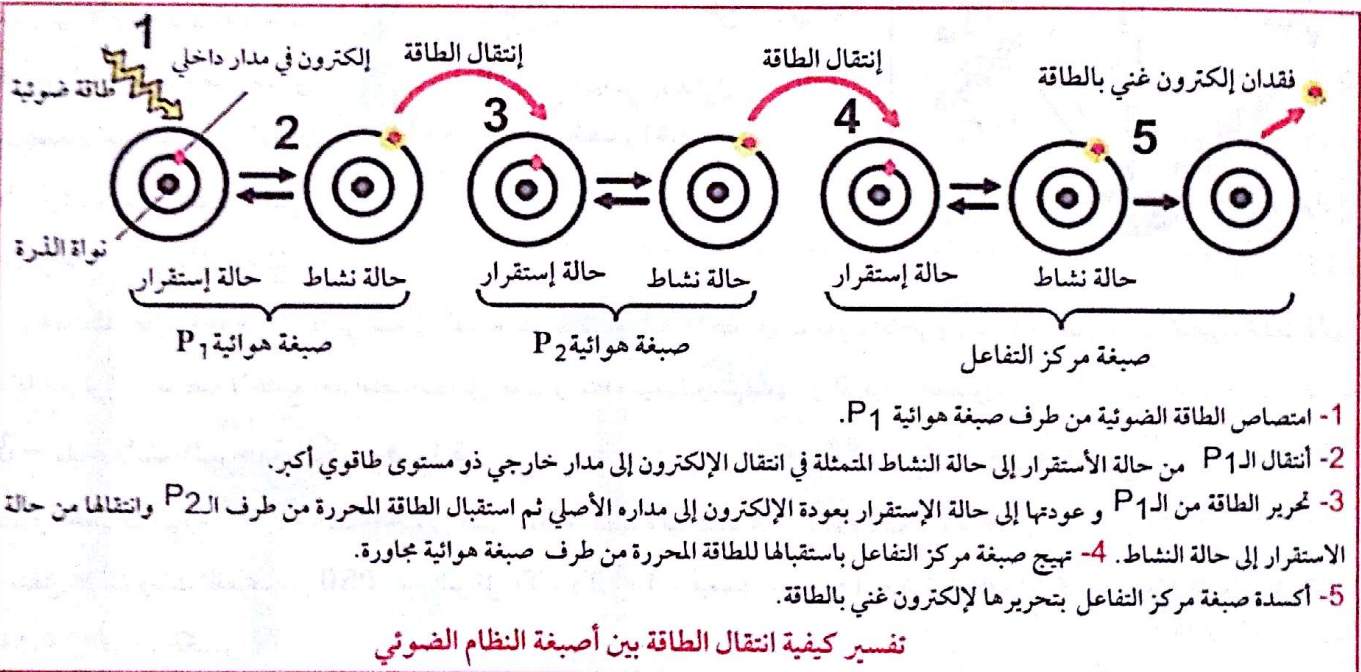 1
طاقة ضوئية
إلكترون في مدار داخلي
إنتقال الطاقة
إنتقال الطاقة
فقدان إلكترون غني بالطاقة
2
3
4
5
نواة الذرة
حالة إستقرار
حالة نشاط
حالة إستقرار
حالة نشاط
حالة إستقرار
حالة نشاط
صبغة هوائية P1
صبغة هوائية P2
صبغة مركز التفاعل
1- امتصاص الطاقة الضوئية من طرف صبغة هوائية P1.
2- أنتقال الـP1 من حالة الأستقرار إلى حالة النشاط المتمثلة في انتقال الإلكترون إلى مدار خارجي ذو مستوى طاقوي أكبر.
3- تحرير الطاقة من الـP1 و عودتها إلى حالة الإستقرار بعودة الإلكترون إلى مداره الأصلي ثم استقبال الطاقة المحررة من طرف الـP2 وانتقالها من حالة
الاستقرار إلى حالة النشاط. 4- تهيج صبغة مركز التفاعل باستقبالها للطاقة المحررة من طرف صبغة هوائية مجاورة.
5- أكسدة صبغة مركز التفاعل بتحريرها لإلكترون غني بالطاقة.
تفسير كيفية انتقال الطاقة بين أصبغة النظام الضوئي